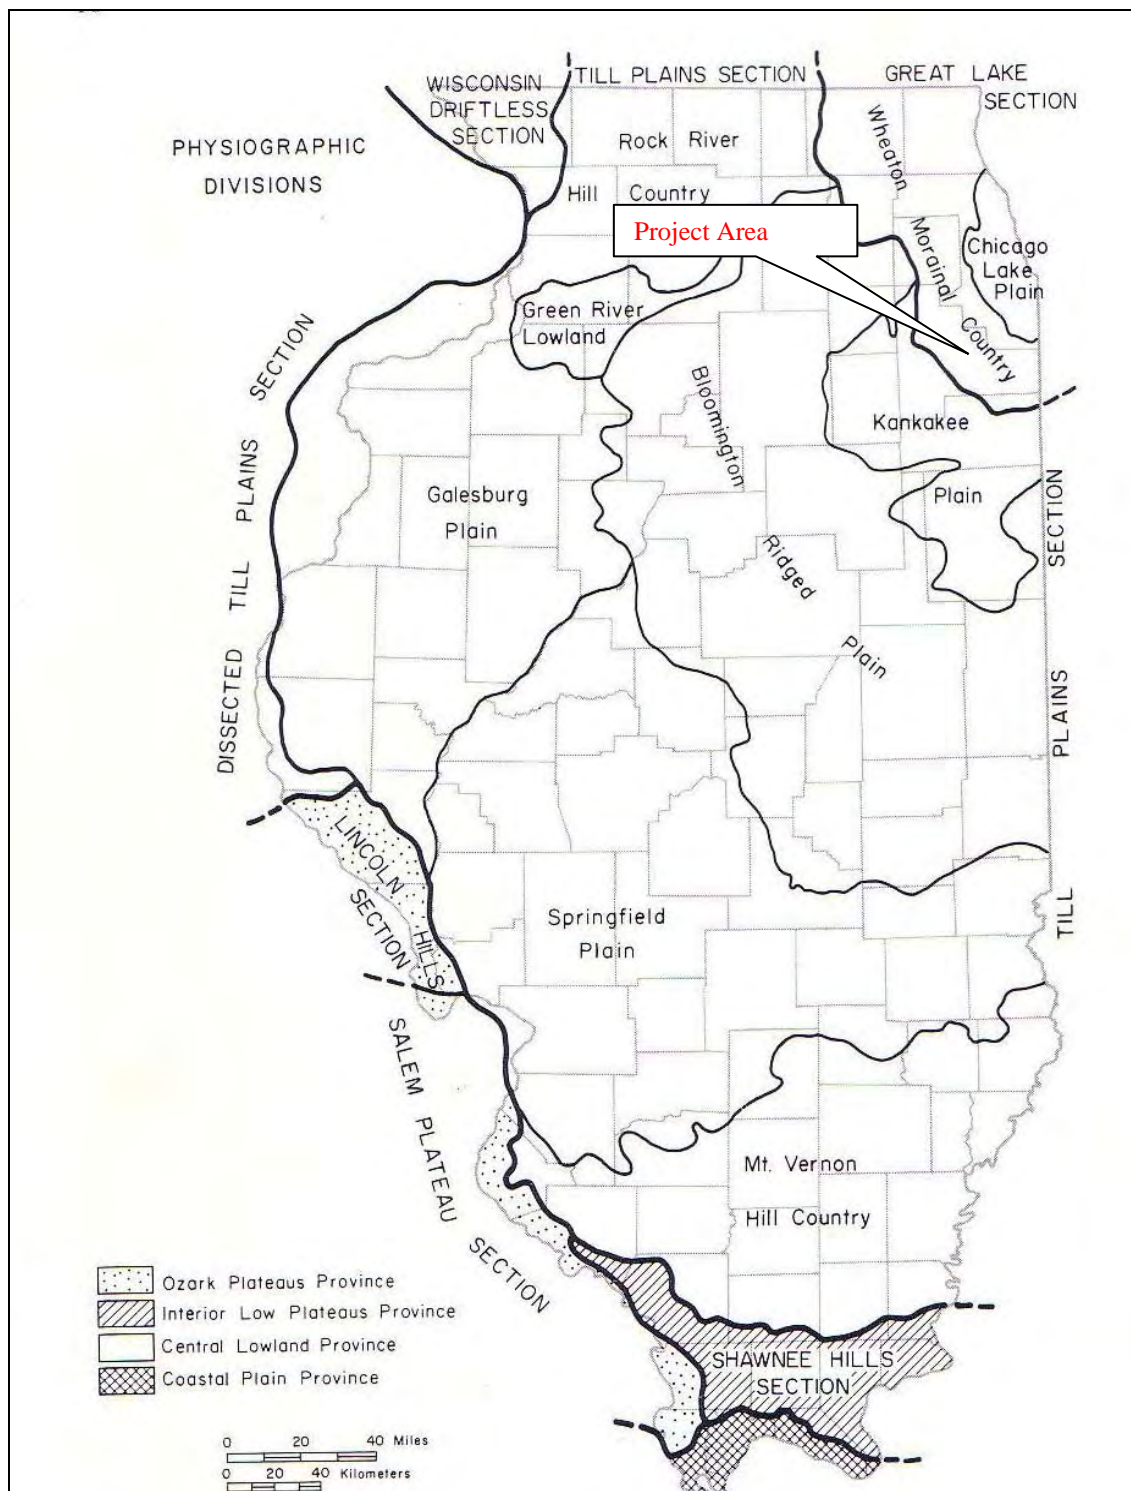 WISCONSIN
DRIFTLESS
SECTION
TILL PLAINS SECTION
GREAT LAKE
SECTION
PHYSIOGRAPHIC
DIVISIONS
Rock River
Hill Country
Wheaton
Morainal
Country
Project Area
Chicago
Lake
Plain
Green River
Lowland
Bloomington
Ridged
Plain
Kankakee
Plain
Galesburg
Plain
DISSECTED TILL PLAINS SECTION
TILL PLAINS SECTION
LINCOLN HILLS
SECTION
Springfield
Plain
SALEM PLATEAU SECTION
Mt. Vernon
Hill Country
Ozark Plateaus Province
Interior Low Plateaus Province
Central Lowland Province
Coastal Plain Province
SHAWNEE HILLS
SECTION
0 20 40 Miles
0 20 40 Kilometers